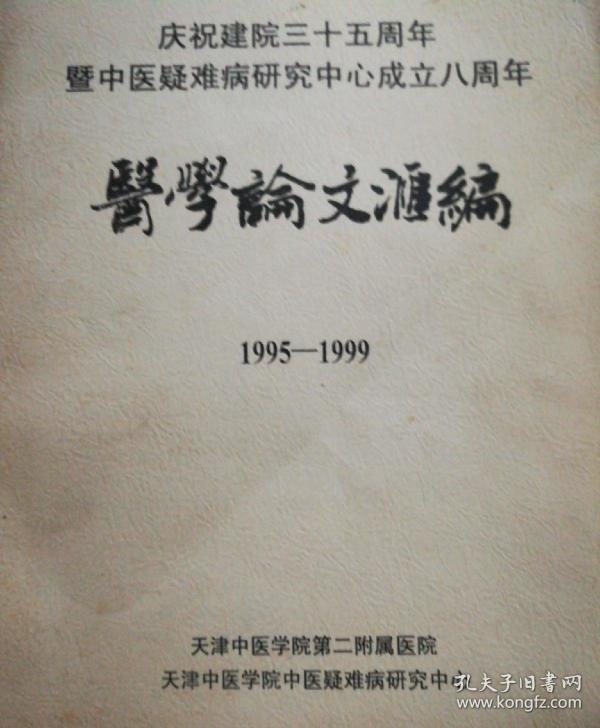 庆祝建院三十五周年
暨中医疑难病研究中心成立八周年
醫學論文滙編
1995—1999
天津中医学院第二附属医院
天津中医学院中医疑难病研究中心
孔夫子旧书网
www.kongfz.com